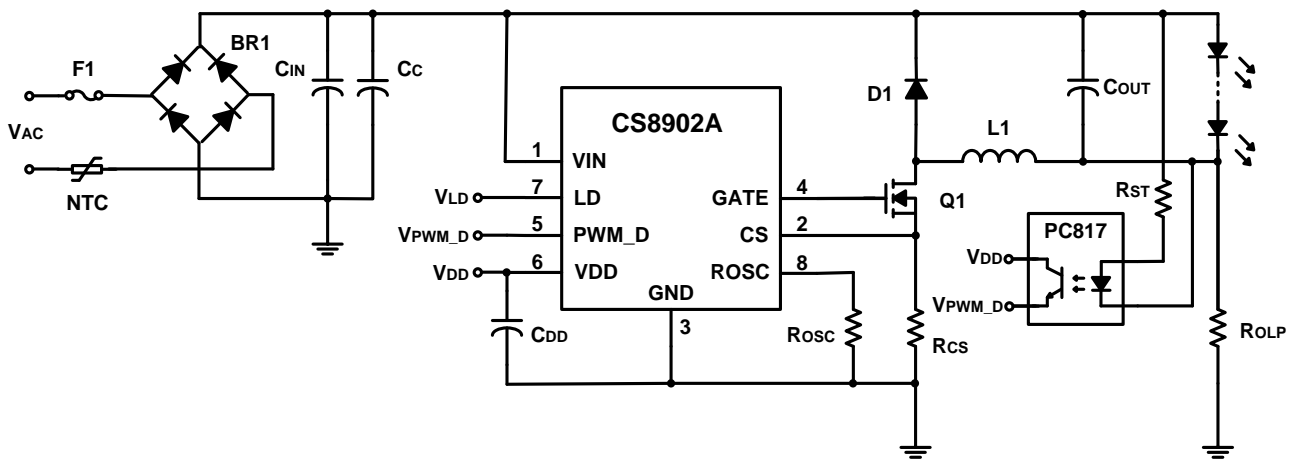 BR1
F1
CIN
CC
VAC
NTC
CS8902A
1
VIN
VLD
7
LD
VPWM_D
5
PWM_D
VDD
6
VDD
GND
3
CDD
GATE
4
CS
2
ROSC
8
ROSC
D1
L1
COUT
Q1
RCS
RST
PC817
VDD
VPWM_D
ROLP